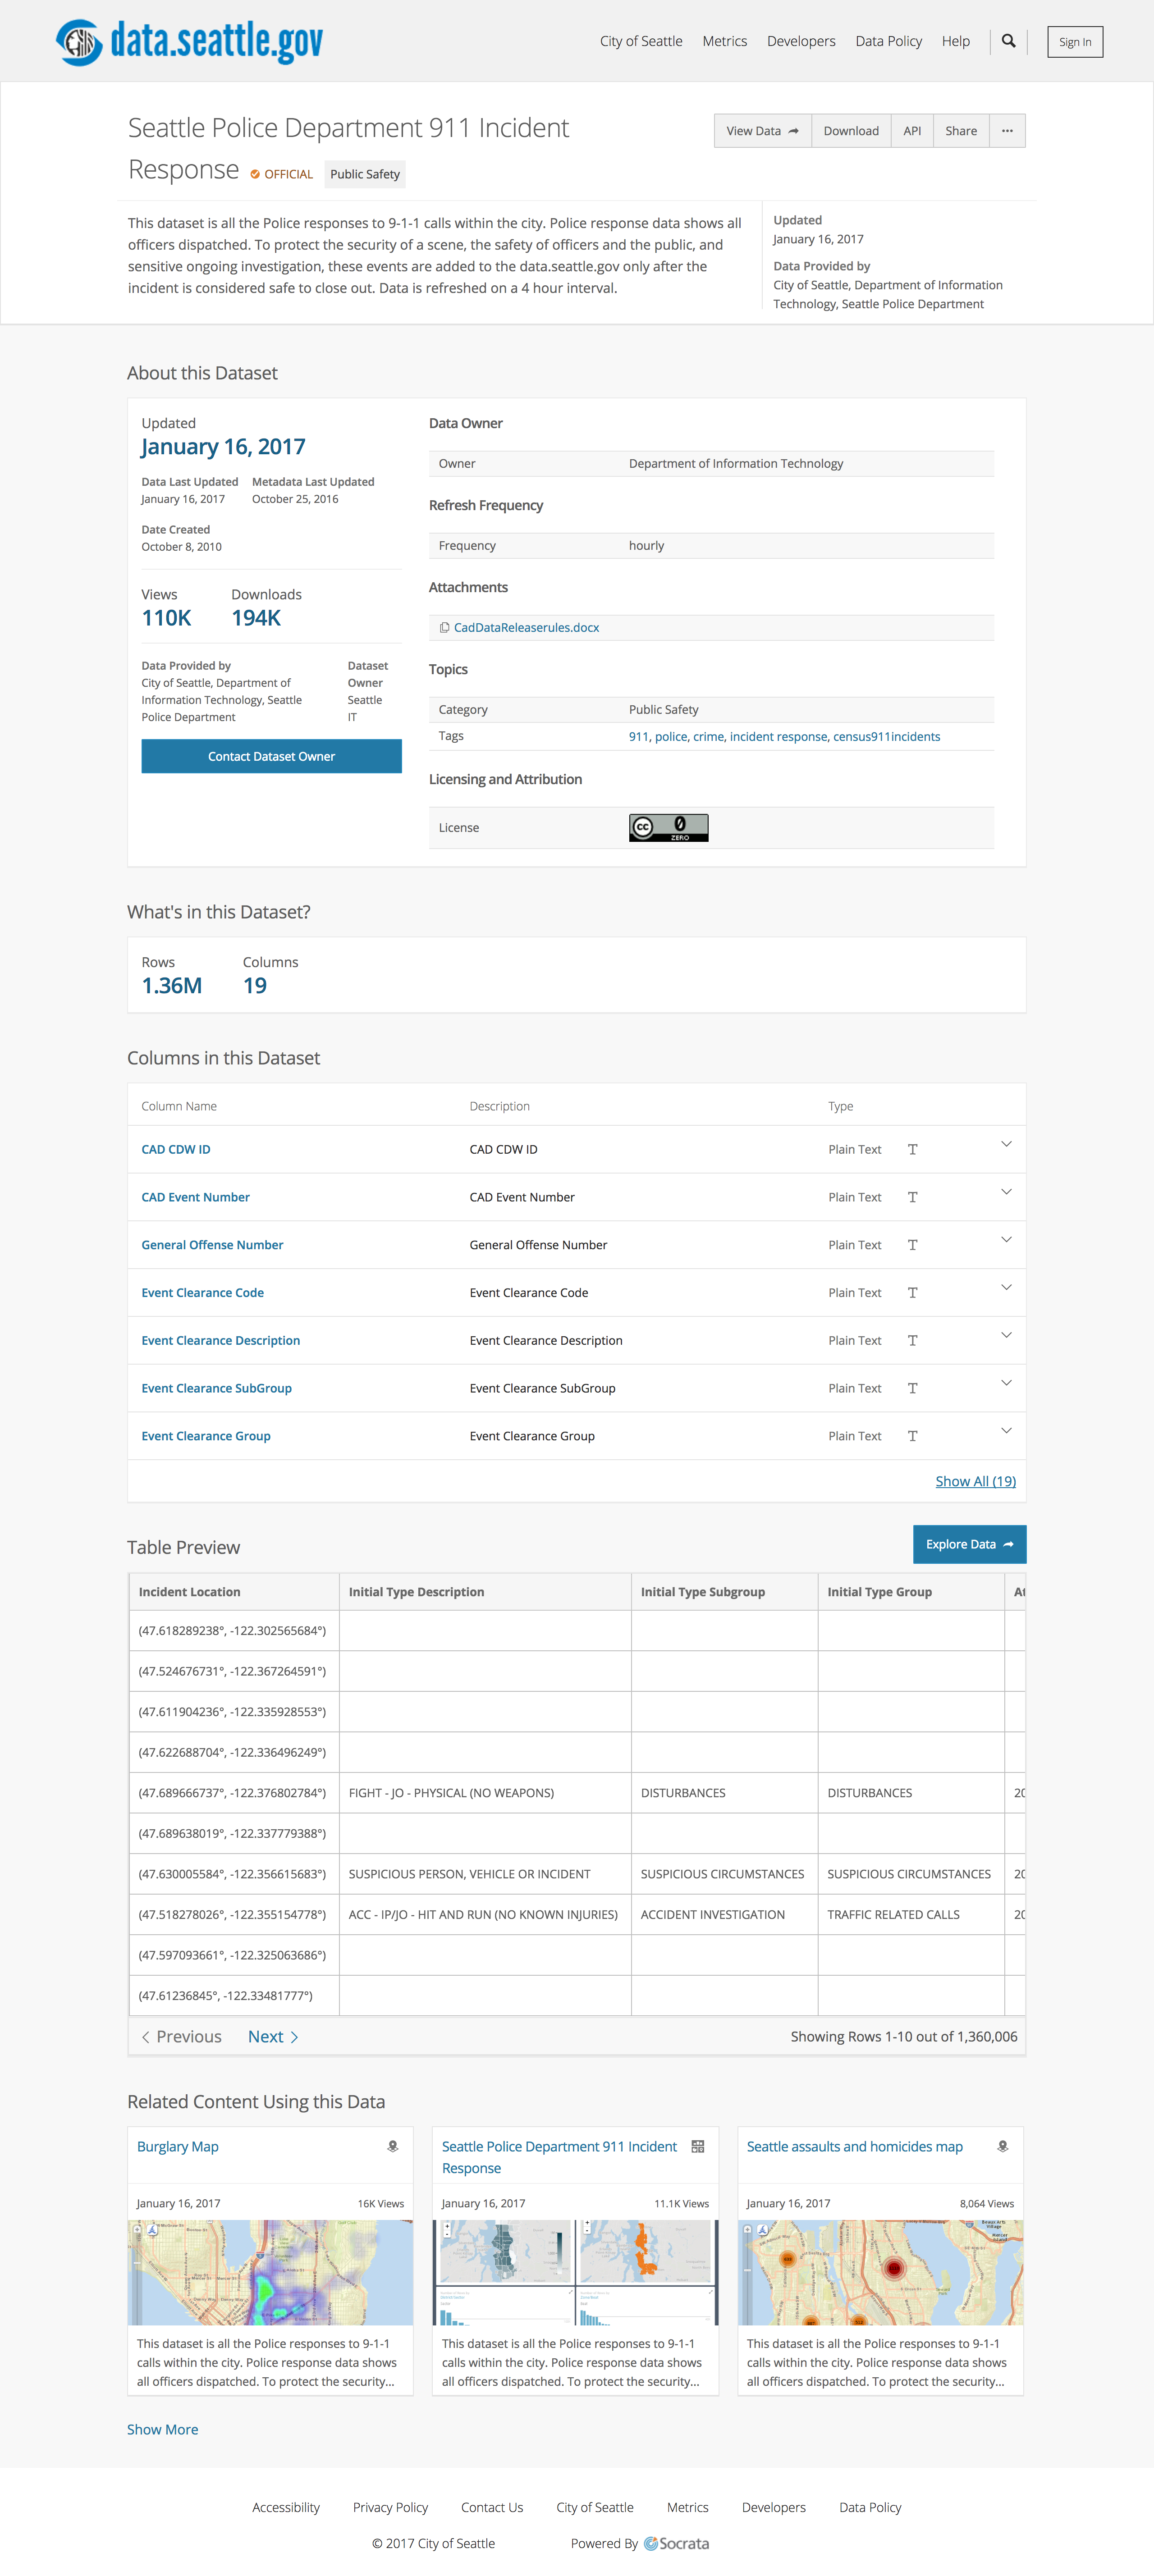 data.seattle.gov
City of Seattle Metrics Developers Data Policy Help Sign In
Seattle Police Department 911 Incident
Response OFFICIAL Public Safety
View Data Download API Share ...
This dataset is all the Police responses to 9-1-1 calls within the city. Police response data shows all
officers dispatched. To protect the security of a scene, the safety of officers and the public, and
sensitive ongoing investigation, these events are added to the data.seattle.gov only after the
incident is considered safe to close out. Data is refreshed on a 4 hour interval.
Updated
January 16, 2017
Data Provided by
City of Seattle, Department of Information
Technology, Seattle Police Department
About this Dataset
Updated
January 16, 2017
Data Last Updated Metadata Last Updated
January 16, 2017 October 25, 2016
Date Created
October 8, 2010
Views Downloads
110K 194K
Data Provided by
City of Seattle, Department of
Information Technology, Seattle
Police Department
Dataset
Owner
Seattle
IT
Contact Dataset Owner
Data Owner
Owner Department of Information Technology
Refresh Frequency
Frequency hourly
Attachments
CadDataReleaserules.docx
Topics
Category Public Safety
Tags 911, police, crime, incident response, census911incidents
Licensing and Attribution
License cc 0 ZERO
What's in this Dataset?
Rows Columns
1.36M 19
Columns in this Dataset
Column Name Description Type
CAD CDW ID CAD CDW ID Plain Text T
CAD Event Number CAD Event Number Plain Text T
General Offense Number General Offense Number Plain Text T
Event Clearance Code Event Clearance Code Plain Text T
Event Clearance Description Event Clearance Description Plain Text T
Event Clearance SubGroup Event Clearance SubGroup Plain Text T
Event Clearance Group Event Clearance Group Plain Text T
Show All (19)
Table Preview Explore Data
Incident Location Initial Type Description Initial Type Subgroup Initial Type Group At
(47.618289238°, -122.302565684°)
(47.524676731°, -122.367264591°)
(47.611904236°, -122.335928553°)
(47.622688704°, -122.336496249°)
(47.689666737°, -122.376802784°) FIGHT - JO - PHYSICAL (NO WEAPONS) DISTURBANCES DISTURBANCES 20
(47.689638019°, -122.337779388°)
(47.630005584°, -122.356615683°) SUSPICIOUS PERSON, VEHICLE OR INCIDENT SUSPICIOUS CIRCUMSTANCES SUSPICIOUS CIRCUMSTANCES 20
(47.518278026°, -122.355154778°) ACC - IP/JO - HIT AND RUN (NO KNOWN INJURIES) ACCIDENT INVESTIGATION TRAFFIC RELATED CALLS 20
(47.597093661°, -122.325063686°)
(47.61236845°, -122.33481777°)
Previous Next Showing Rows 1-10 out of 1,360,006
Related Content Using this Data
Burglary Map
January 16, 2017 16K Views
This dataset is all the Police responses to 9-1-1
calls within the city. Police response data shows
all officers dispatched. To protect the security...
Seattle Police Department 911 Incident
Response
January 16, 2017 11.1K Views
This dataset is all the Police responses to 9-1-1
calls within the city. Police response data shows
all officers dispatched. To protect the security...
Seattle assaults and homicides map
January 16, 2017 8,064 Views
This dataset is all the Police responses to 9-1-1
calls within the city. Police response data shows
all officers dispatched. To protect the security...
Show More
Accessibility Privacy Policy Contact Us City of Seattle Metrics Developers Data Policy
© 2017 City of Seattle Powered By Socrata